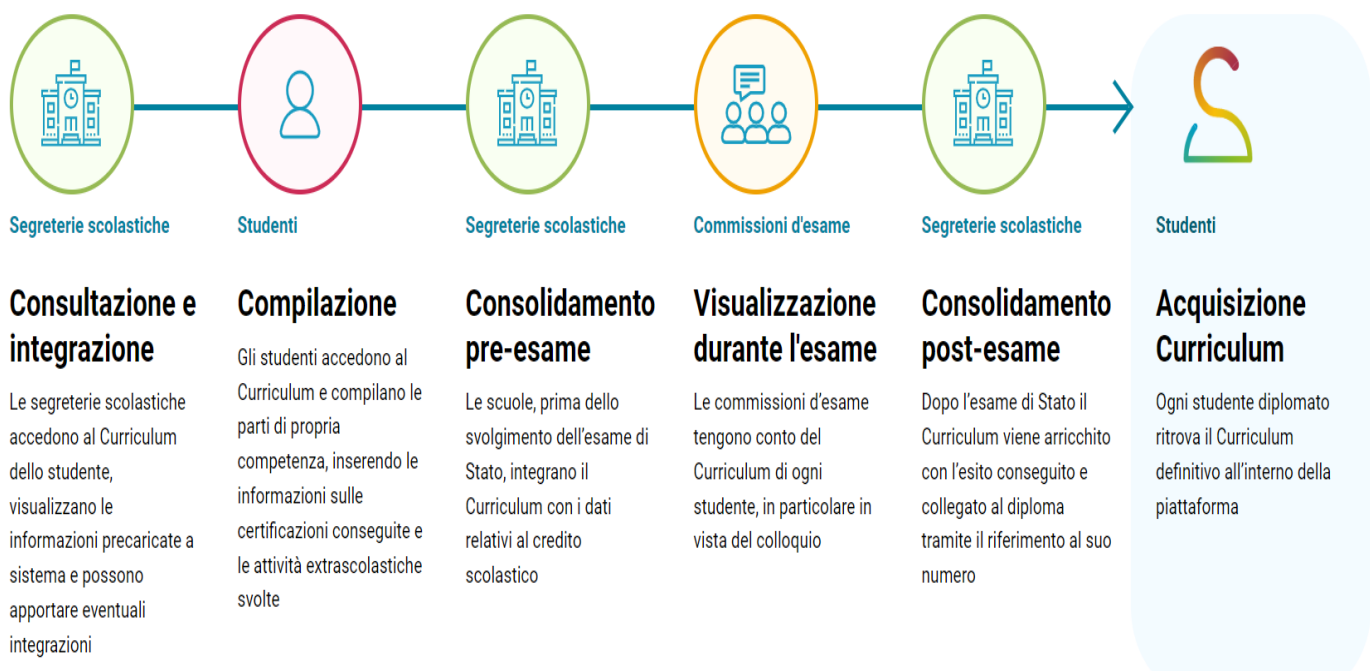 Segreterie scolastiche
Consultazione e
integrazione
Le segreterie scolastiche
accedono al Curriculum
dello studente,
visualizzano le
informazioni precaricate a
sistema e possono
apportare eventuali
integrazioni
Studenti
Compilazione
Gli studenti accedono al
Curriculum e compilano le
parti di propria
competenza, inserendo le
informazioni sulle
certificazioni conseguite e
le attività extrascolastiche
svolte
Segreterie scolastiche
Consolidamento
pre-esame
Le scuole, prima dello
svolgimento dell’esame di
Stato, integrano il
Curriculum con i dati
relativi al credito
scolastico
Commissioni d'esame
Visualizzazione
durante l'esame
Le commissioni d’esame
tengono conto del
Curriculum di ogni
studente, in particolare in
vista del colloquio
Segreterie scolastiche
Consolidamento
post-esame
Dopo l’esame di Stato il
Curriculum viene arricchito
con l’esito conseguito e
collegato al diploma
tramite il riferimento al suo
numero
Studenti
Acquisizione
Curriculum
Ogni studente diplomato
ritrova il Curriculum
definitivo all’interno della
piattaforma